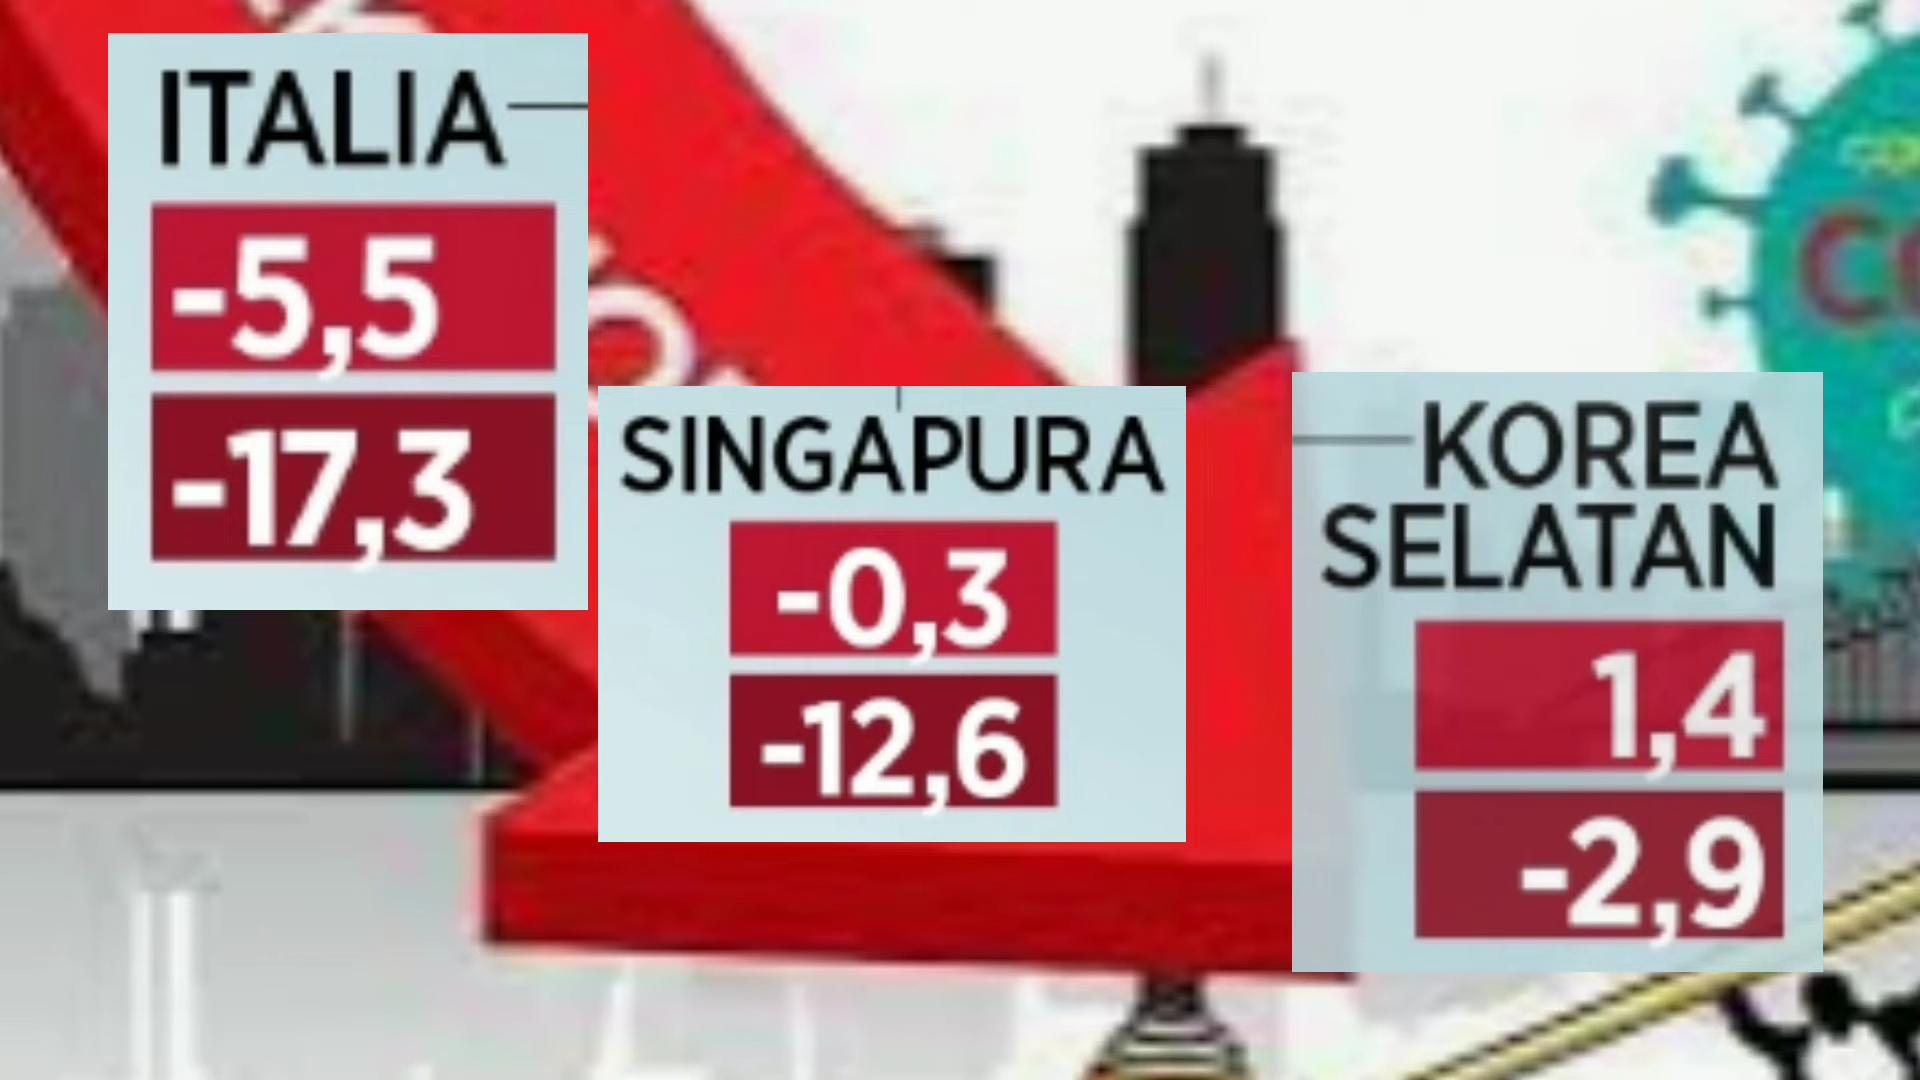 ITALIA
-5,5
-17,3
SINGAPURA
-0,3
-12,6
KOREA
SELATAN
1,4
-2,9